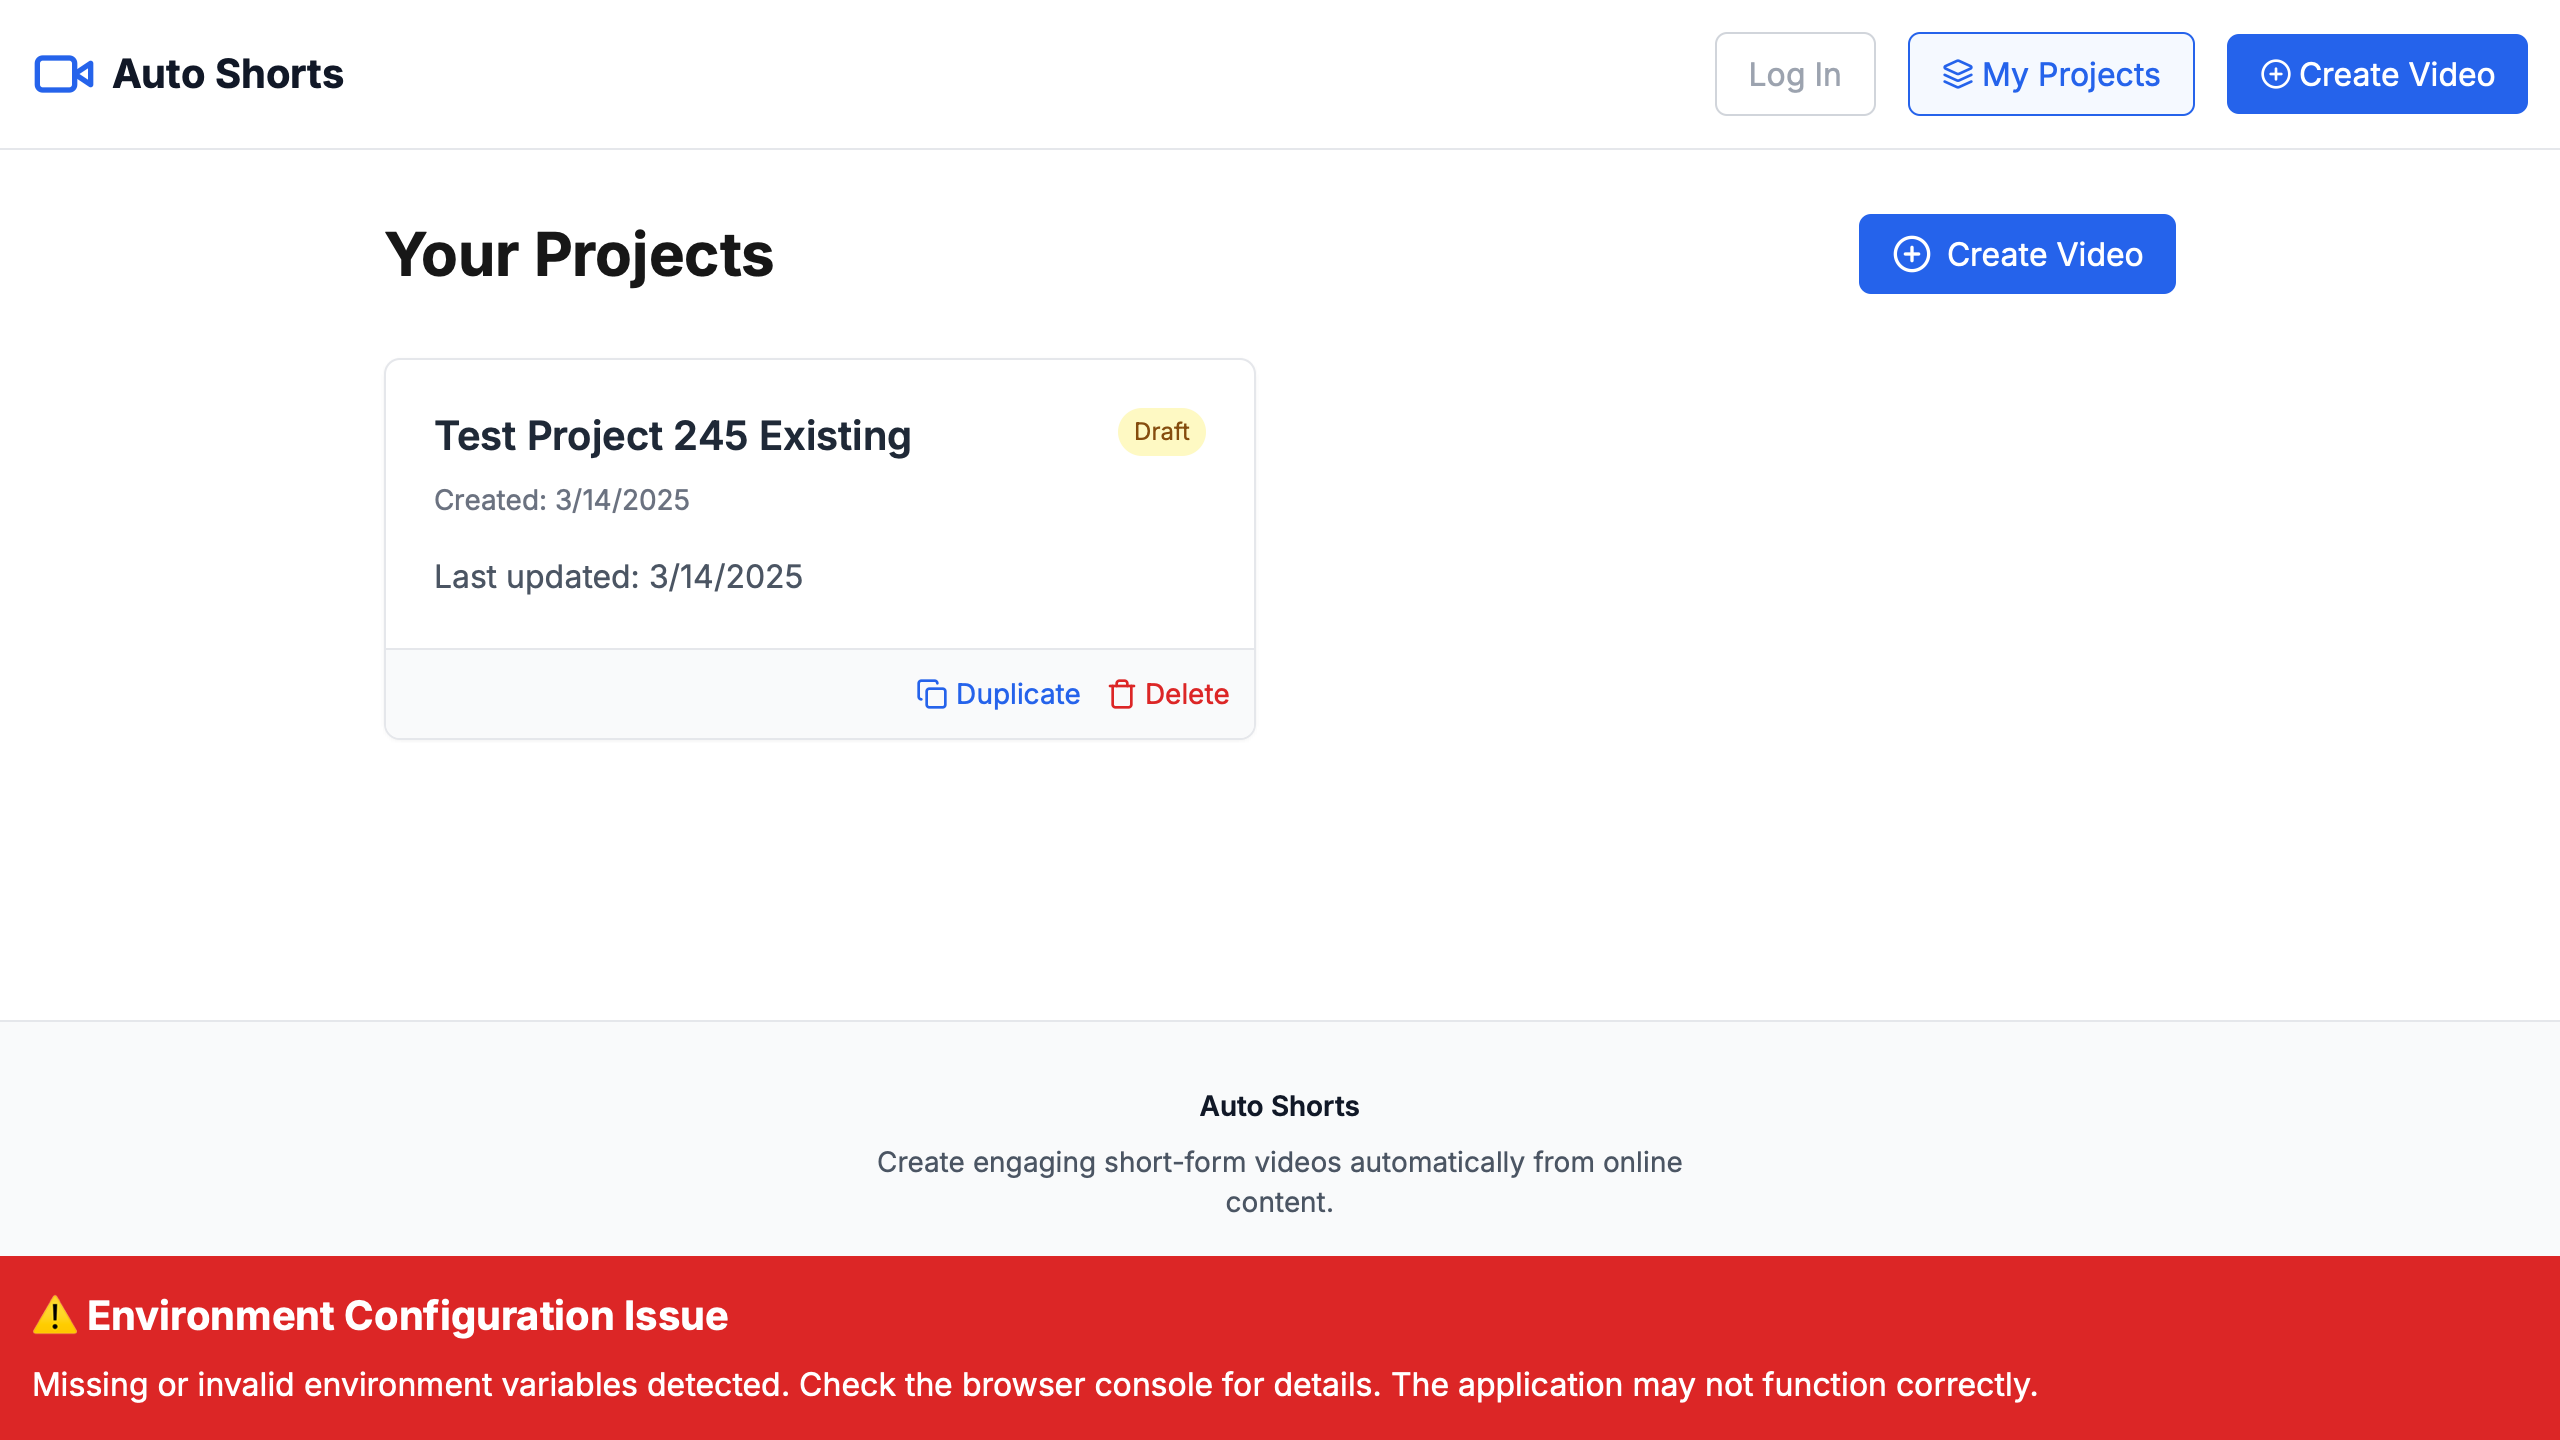 Auto Shorts
Log In
My Projects
Create Video
Your Projects
Create Video
Test Project 245 Existing
Draft
Created: 3/14/2025
Last updated: 3/14/2025
Duplicate
Delete
Auto Shorts
Create engaging short-form videos automatically from online
content.
⚠️ Environment Configuration Issue
Missing or invalid environment variables detected. Check the browser console for details. The application may not function correctly.